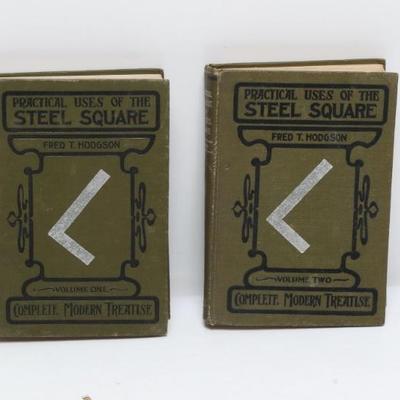 PRACTICAL USES OF THE
STEEL SQUARE
FRED T. HODGSON
VOLUME ONE
COMPLETE MODERN TREATISE
PRACTICAL USES OF THE
STEEL SQUARE
FRED T. HODGSON
VOLUME TWO
COMPLETE MODERN TREATISE